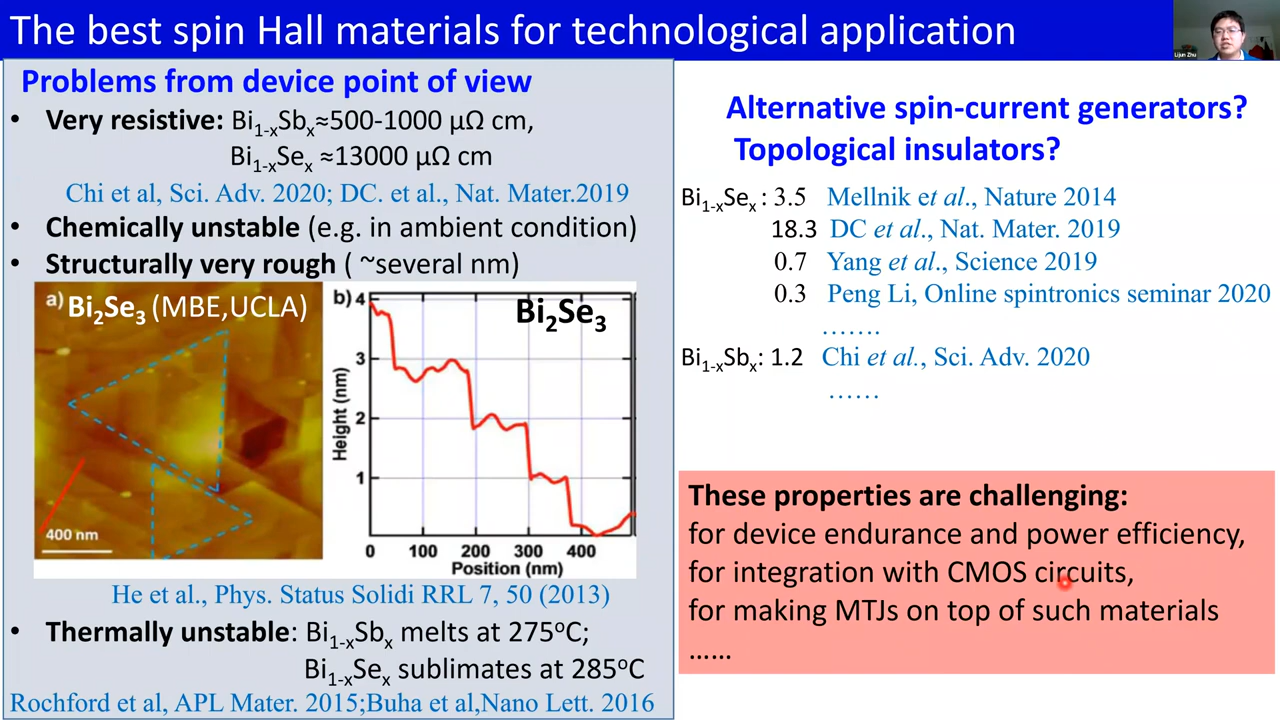 The best spin Hall materials for technological application
Lijun Zhu
Problems from device point of view
• Very resistive: Bi1-xSbx≈500-1000 μΩ cm,
Bi1-xSex ≈13000 μΩ cm
Chi et al, Sci. Adv. 2020; DC. et al., Nat. Mater.2019
• Chemically unstable (e.g. in ambient condition)
• Structurally very rough ( ~several nm)
a) Bi2Se3 (MBE,UCLA)
400 nm
b)
Bi2Se3
4
3
2
1
Height (nm)
0 100 200 300 400
Position (nm)
He et al., Phys. Status Solidi RRL 7, 50 (2013)
• Thermally unstable: Bi1-xSbx melts at 275oC;
Bi1-xSex sublimates at 285oC
Rochford et al, APL Mater. 2015;Buha et al,Nano Lett. 2016
Alternative spin-current generators?
Topological insulators?
Bi1-xSex : 3.5 Mellnik et al., Nature 2014
18.3 DC et al., Nat. Mater. 2019
0.7 Yang et al., Science 2019
0.3 Peng Li, Online spintronics seminar 2020
…….
Bi1-xSbx: 1.2 Chi et al., Sci. Adv. 2020
……
These properties are challenging:
for device endurance and power efficiency,
for integration with CMOS circuits,
for making MTJs on top of such materials
……